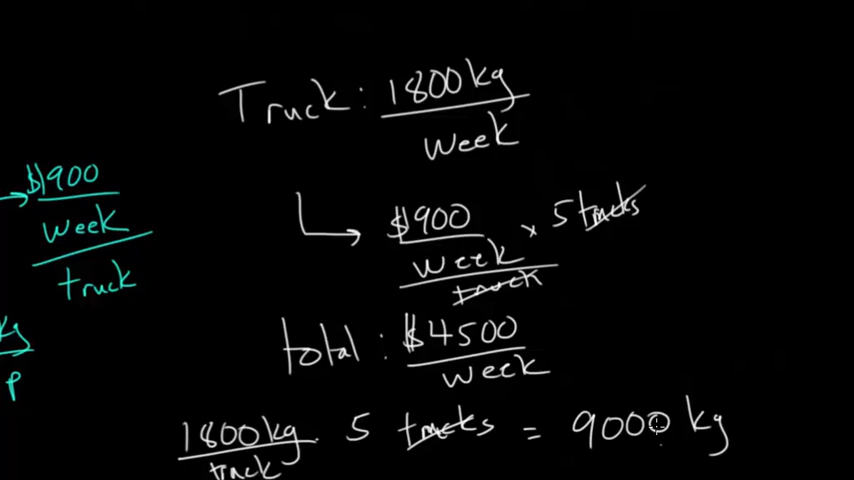 Truck: 1800kg
week
$900
week
truck
$900
week
truck
x 5 trucks
total: $4500
week
kg
P
1800kg
truck
. 5 trucks = 9000 kg